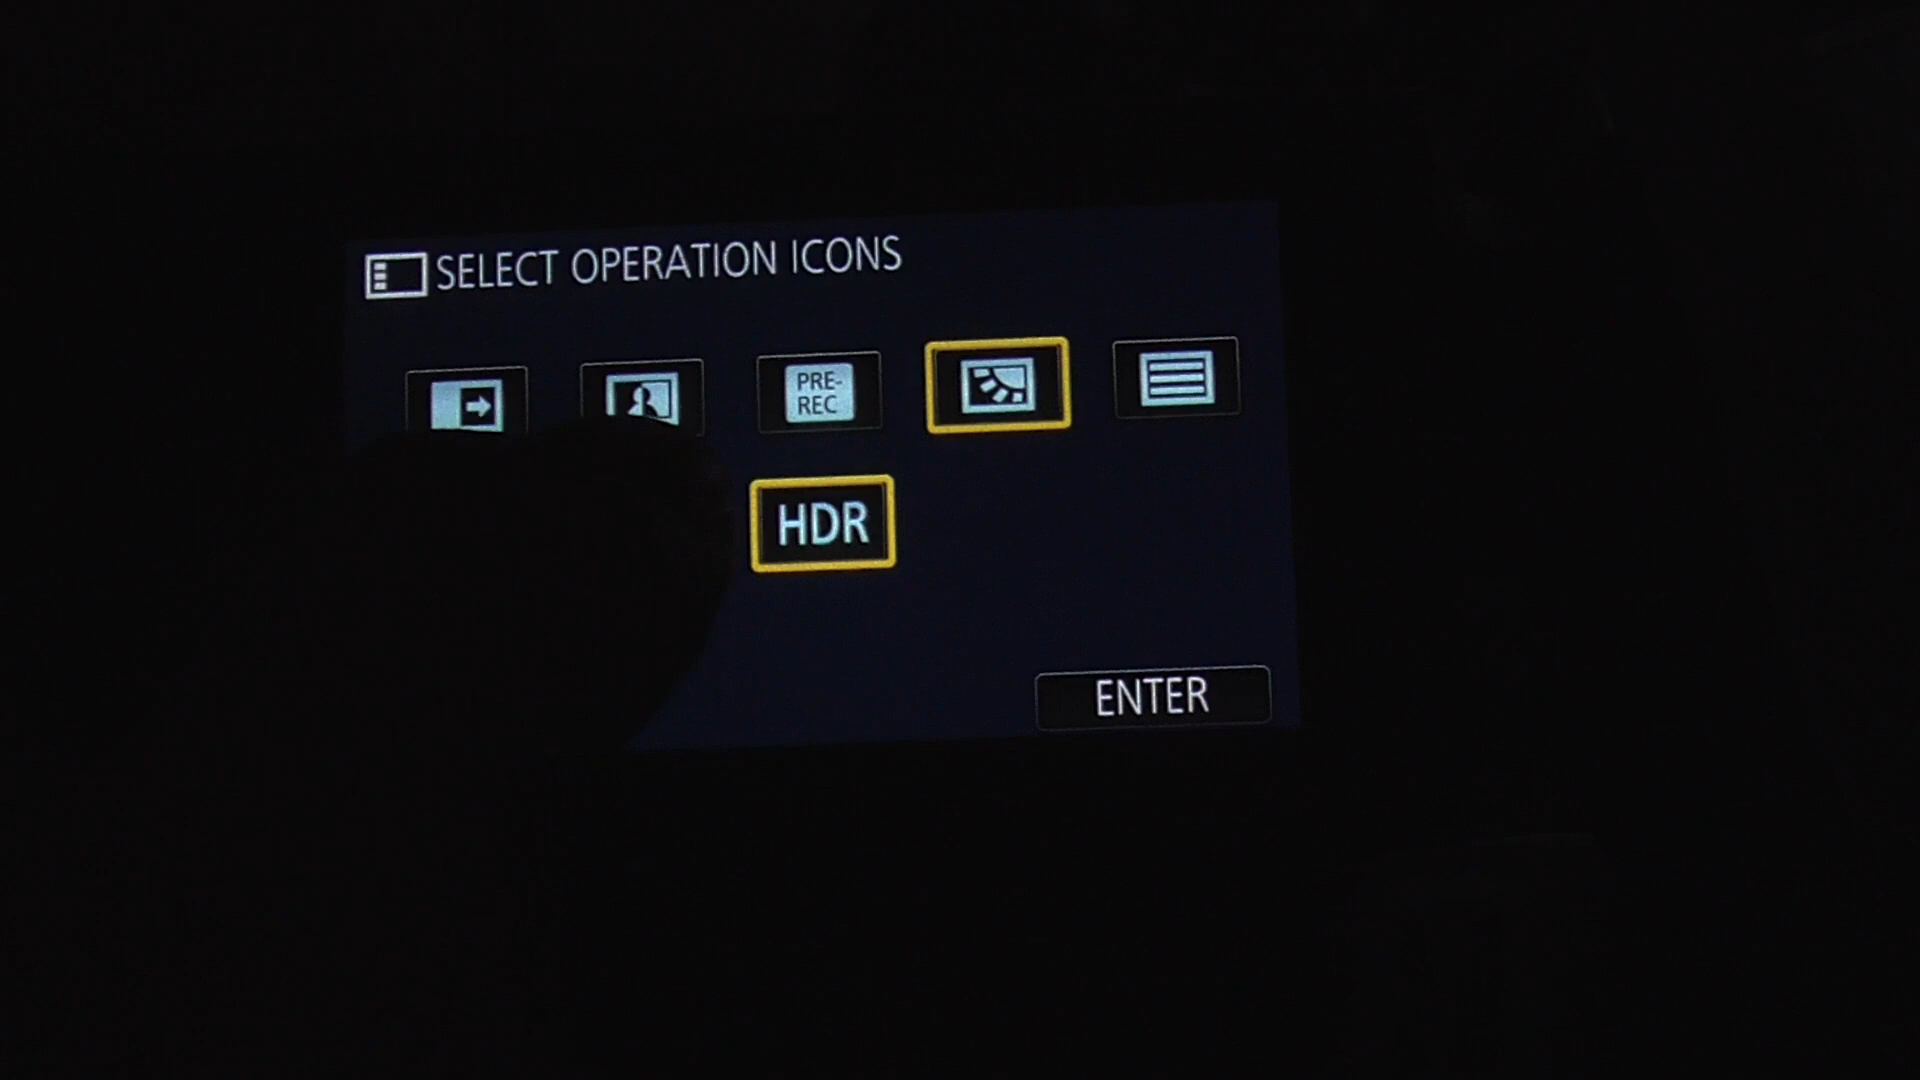 SELECT OPERATION ICONS
PRE-
REC
HDR
ENTER